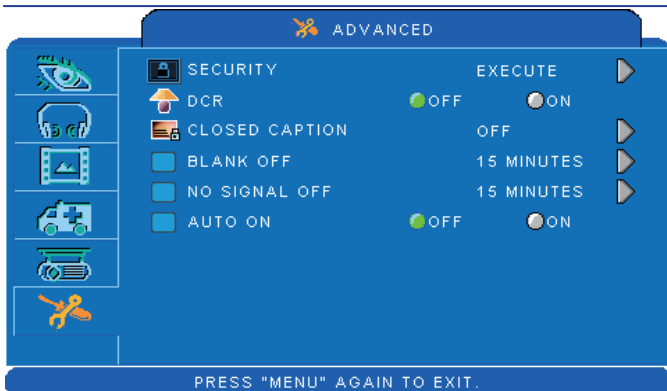 ADVANCED
SECURITY EXECUTE
DCR OFF ON
CLOSED CAPTION OFF
BLANK OFF 15 MINUTES
NO SIGNAL OFF 15 MINUTES
AUTO ON OFF ON
PRESS "MENU" AGAIN TO EXIT.